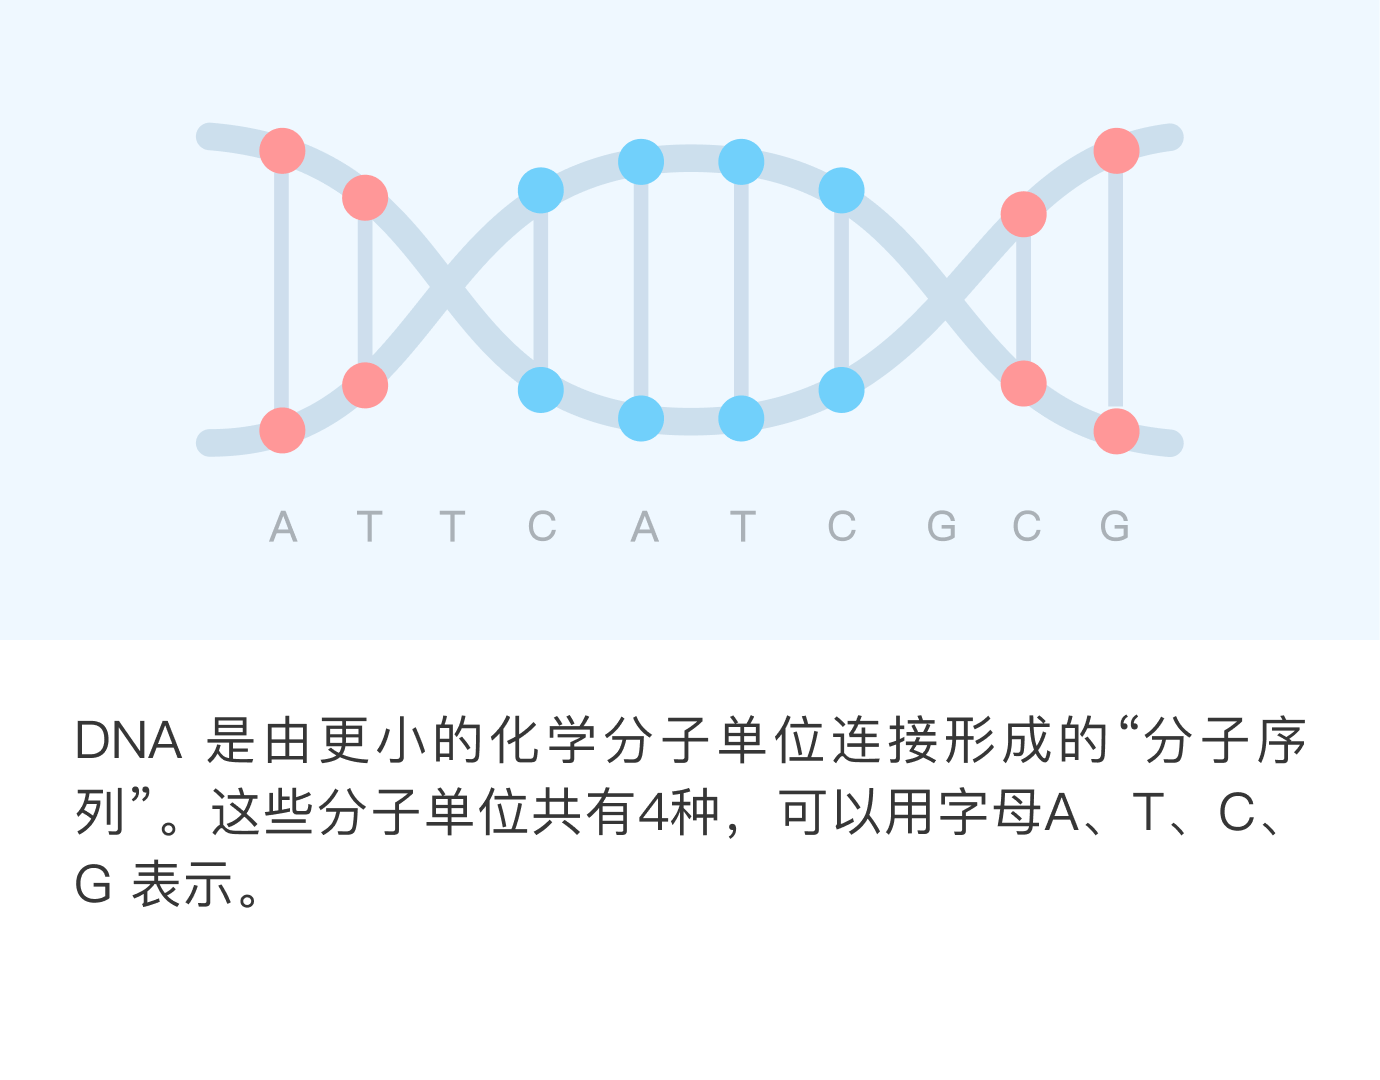 A T T C A T C G C G
DNA 是由更小的化学分子单位连接形成的“分子序
列”。这些分子单位共有4种，可以用字母A、T、C、
G 表示。